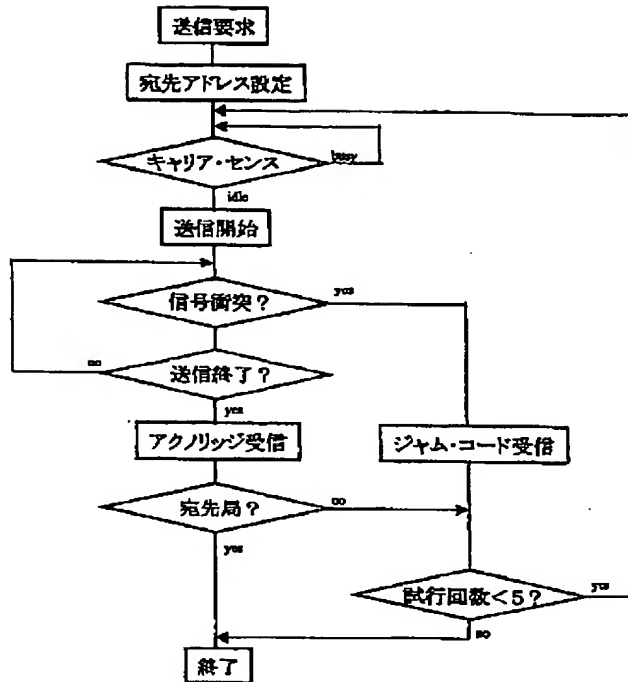 送信要求
宛先アドレス設定
キャリア・センス
busy
idle
送信開始
信号衝突?
yes
送信終了?
no
yes
アクノリッジ受信
ジャム・コード受信
宛先局?
no
yes
試行回数<5?
yes
no
終了